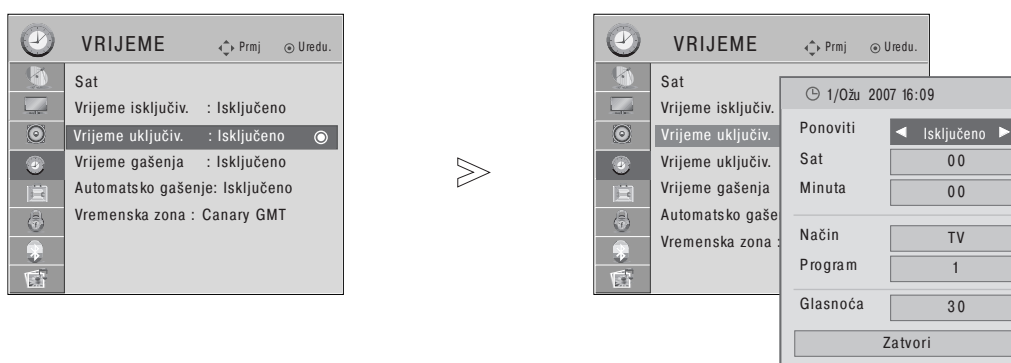 VRIJEME Prmj Uredu.
Sat
Vrijeme isključiv. : Isključeno
Vrijeme uključiv. : Isključeno
Vrijeme gašenja : Isključeno
Automatsko gašenje: Isključeno
Vremenska zona : Canary GMT
VRIJEME Prmj Uredu.
Sat
Vrijeme isključiv.
Vrijeme uključiv.
Vrijeme uključiv.
Vrijeme gašenja
Automatsko gaše
Vremenska zona :
1/Ožu 2007 16:09
Ponoviti Isključeno
Sat 00
Minuta 00
Način TV
Program 1
Glasnoća 30
Zatvori